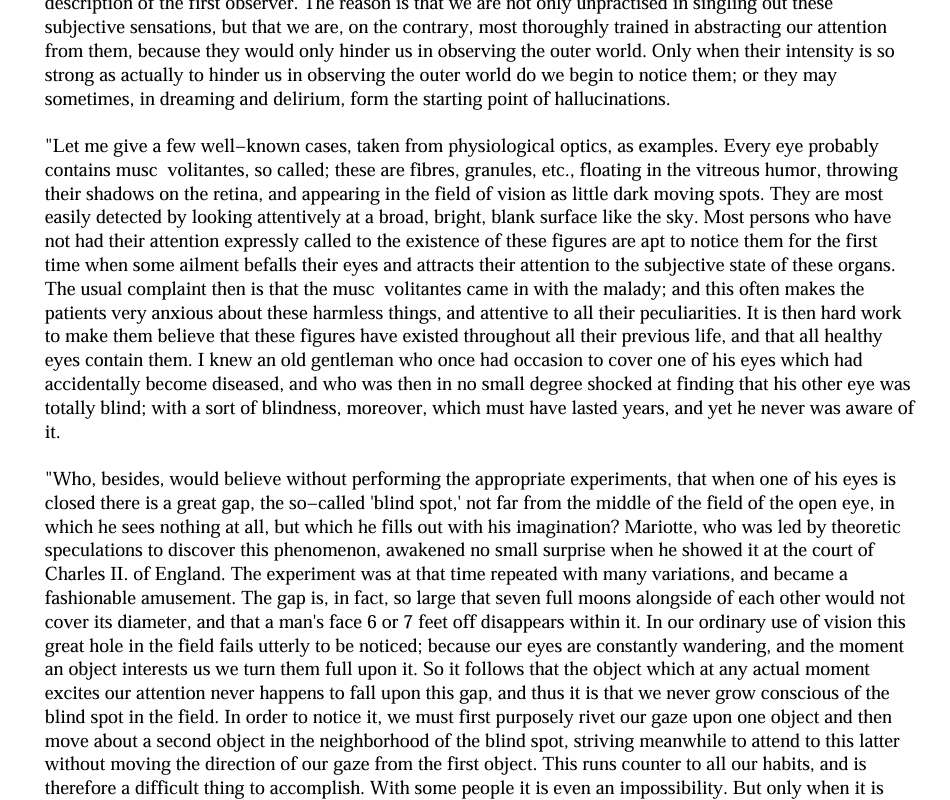 description of the first observer. The reason is that we are not only unpractised in singling out these
subjective sensations, but that we are, on the contrary, most thoroughly trained in abstracting our attention
from them, because they would only hinder us in observing the outer world. Only when their intensity is so
strong as actually to hinder us in observing the outer world do we begin to notice them; or they may
sometimes, in dreaming and delirium, form the starting point of hallucinations.
"Let me give a few well−known cases, taken from physiological optics, as examples. Every eye probably
contains musc  volitantes, so called; these are fibres, granules, etc., floating in the vitreous humor, throwing
their shadows on the retina, and appearing in the field of vision as little dark moving spots. They are most
easily detected by looking attentively at a broad, bright, blank surface like the sky. Most persons who have
not had their attention expressly called to the existence of these figures are apt to notice them for the first
time when some ailment befalls their eyes and attracts their attention to the subjective state of these organs.
The usual complaint then is that the musc  volitantes came in with the malady; and this often makes the
patients very anxious about these harmless things, and attentive to all their peculiarities. It is then hard work
to make them believe that these figures have existed throughout all their previous life, and that all healthy
eyes contain them. I knew an old gentleman who once had occasion to cover one of his eyes which had
accidentally become diseased, and who was then in no small degree shocked at finding that his other eye was
totally blind; with a sort of blindness, moreover, which must have lasted years, and yet he never was aware of
it.
"Who, besides, would believe without performing the appropriate experiments, that when one of his eyes is
closed there is a great gap, the so−called 'blind spot,' not far from the middle of the field of the open eye, in
which he sees nothing at all, but which he fills out with his imagination? Mariotte, who was led by theoretic
speculations to discover this phenomenon, awakened no small surprise when he showed it at the court of
Charles II. of England. The experiment was at that time repeated with many variations, and became a
fashionable amusement. The gap is, in fact, so large that seven full moons alongside of each other would not
cover its diameter, and that a man's face 6 or 7 feet off disappears within it. In our ordinary use of vision this
great hole in the field fails utterly to be noticed; because our eyes are constantly wandering, and the moment
an object interests us we turn them full upon it. So it follows that the object which at any actual moment
excites our attention never happens to fall upon this gap, and thus it is that we never grow conscious of the
blind spot in the field. In order to notice it, we must first purposely rivet our gaze upon one object and then
move about a second object in the neighborhood of the blind spot, striving meanwhile to attend to this latter
without moving the direction of our gaze from the first object. This runs counter to all our habits, and is
therefore a difficult thing to accomplish. With some people it is even an impossibility. But only when it is